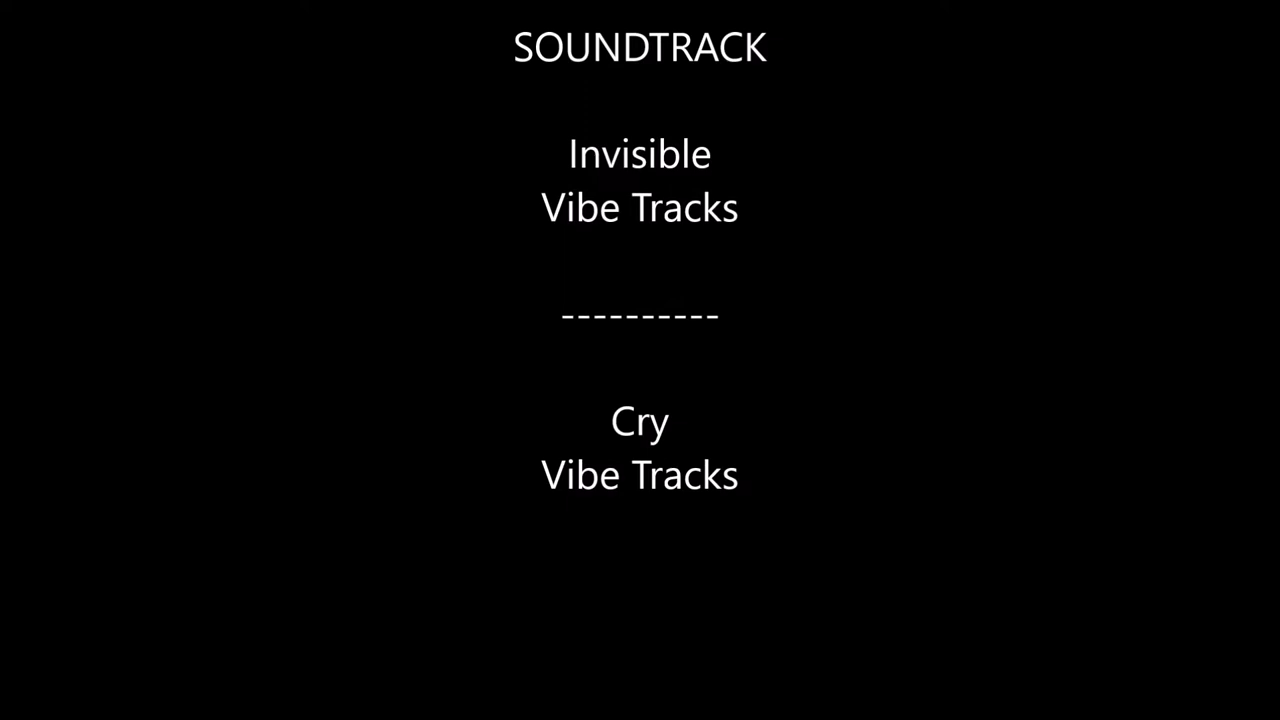 SOUNDTRACK
Invisible
Vibe Tracks
----------
Cry
Vibe Tracks